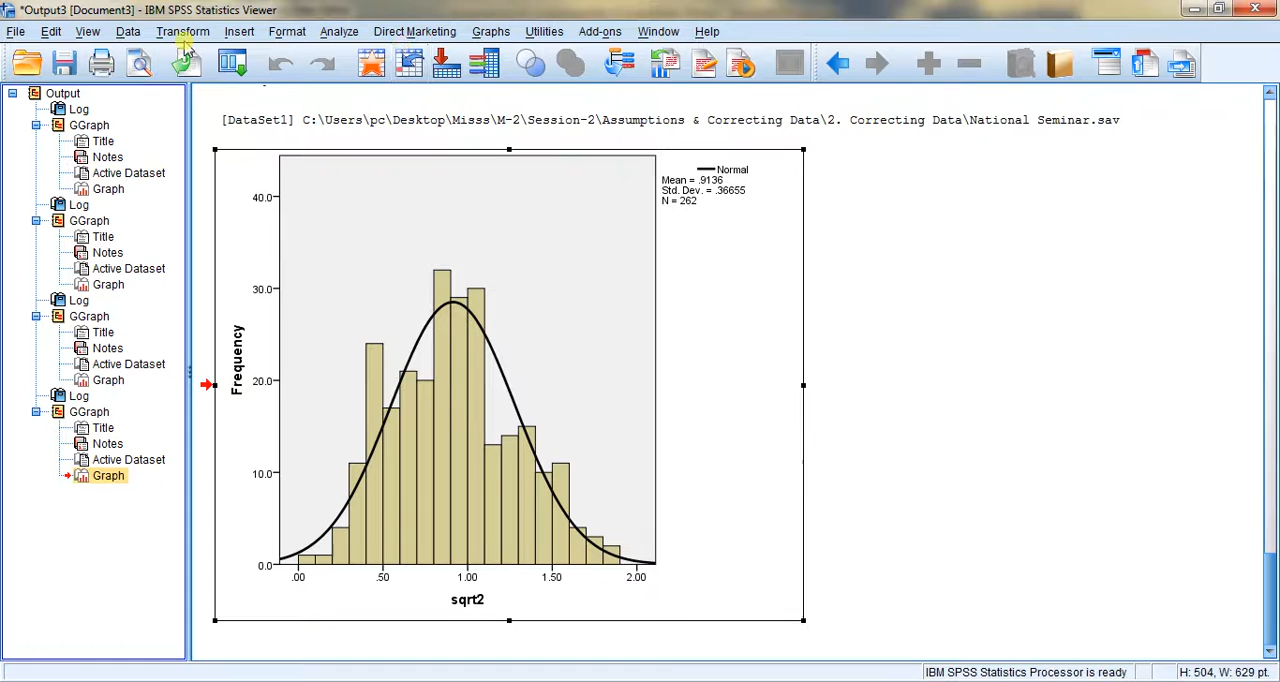 *Output3 [Document3] - IBM SPSS Statistics Viewer
File Edit View Data Transform Insert Format Analyze Direct Marketing Graphs Utilities Add-ons Window Help
Output
Log
GGraph
Title
Notes
Active Dataset
Graph
Log
GGraph
Title
Notes
Active Dataset
Graph
Log
GGraph
Title
Notes
Active Dataset
Graph
Log
GGraph
Title
Notes
Active Dataset
Graph
[DataSet1] C:\Users\pc\Desktop\Misss\M-2\Session-2\Assumptions & Correcting Data\2. Correcting Data\National Seminar.sav
Normal
Mean = .9136
Std. Dev. = .36655
N = 262
Frequency
40.0
30.0
20.0
10.0
0.0
.00 .50 1.00 1.50 2.00
sqrt2
IBM SPSS Statistics Processor is ready H: 504, W: 629 pt.